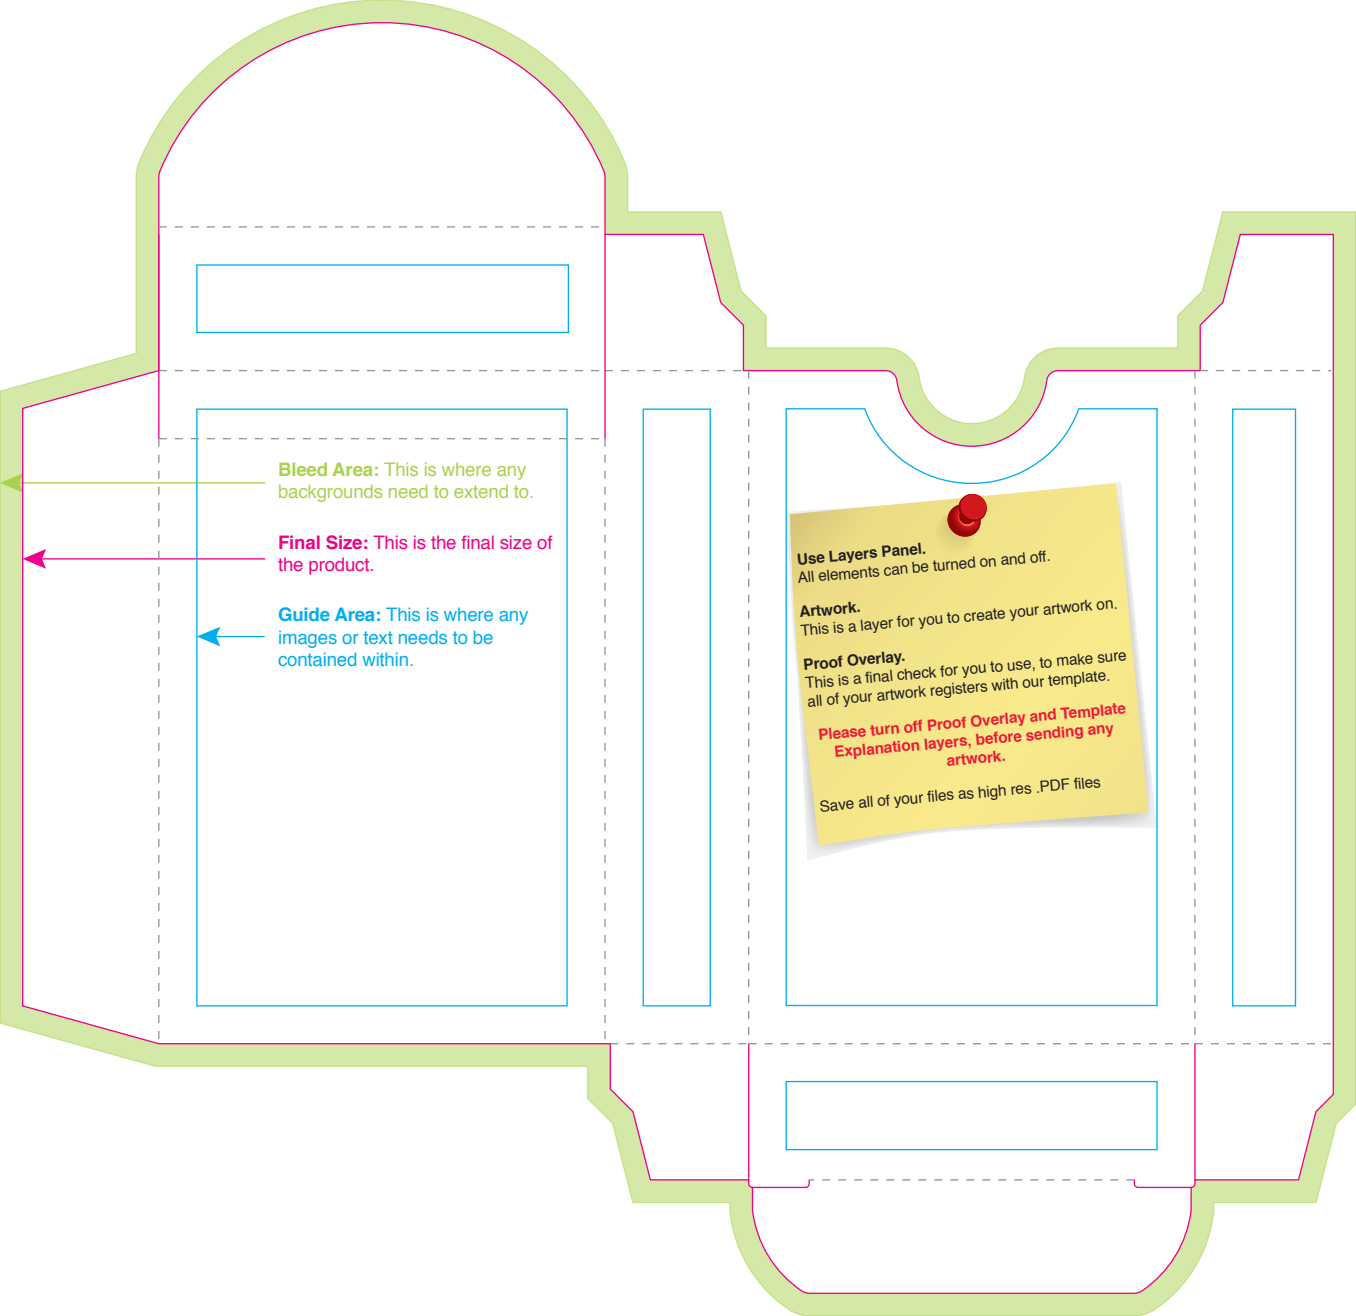 Bleed Area: This is where any
backgrounds need to extend to.
Final Size: This is the final size of
the product.
Guide Area: This is where any
images or text needs to be
contained within.
Use Layers Panel.
All elements can be turned on and off.
Artwork.
This is a layer for you to create your artwork on.
Proof Overlay.
This is a final check for you to use, to make sure
all of your artwork registers with our template.
Please turn off Proof Overlay and Template
Explanation layers, before sending any
artwork.
Save all of your files as high res .PDF files